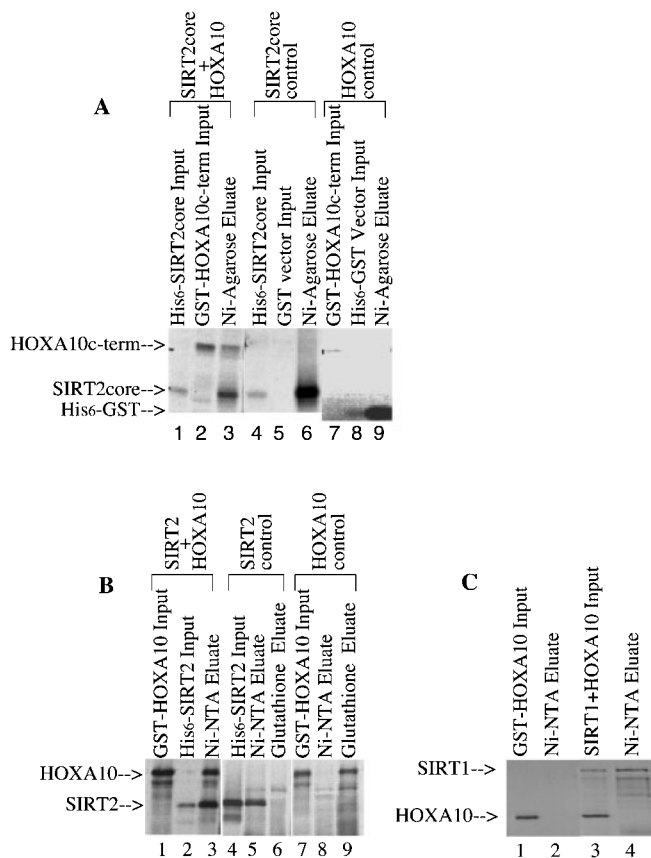 A
SIRT2core
+
HOXA10
SIRT2core
control
HOXA10
control
His6-SIRT2core Input
GST-HOXA10c-term Input
Ni-Agarose Eluate
His6-SIRT2core Input
GST vector Input
Ni-Agarose Eluate
GST-HOXA10c-term Input
His6-GST Vector Input
Ni-Agarose Eluate
HOXA10c-term-->
SIRT2core-->
His6-GST-->
1 2 3 4 5 6 7 8 9
B
SIRT2
+
HOXA10
SIRT2
control
HOXA10
control
GST-HOXA10 Input
His6-SIRT2 Input
Ni-NTA Eluate
His6-SIRT2 Input
Ni-NTA Eluate
Glutathione Eluate
GST-HOXA10 Input
Ni-NTA Eluate
Glutathione Eluate
HOXA10-->
SIRT2-->
1 2 3 4 5 6 7 8 9
C
GST-HOXA10 Input
Ni-NTA Eluate
SIRT1+HOXA10 Input
Ni-NTA Eluate
SIRT1-->
HOXA10-->
1 2 3 4